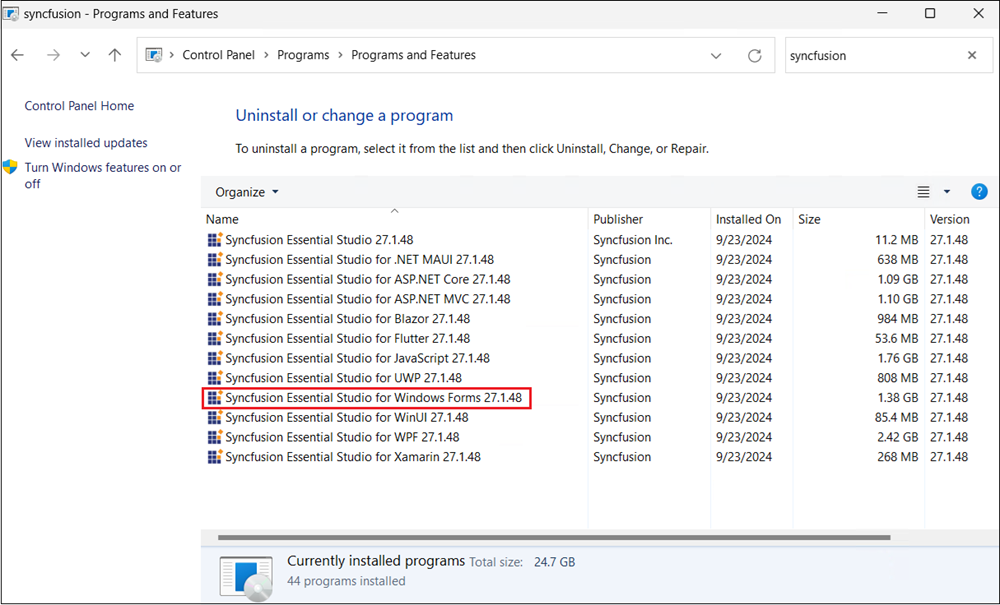 syncfusion - Programs and Features
Control Panel > Programs > Programs and Features
syncfusion
Control Panel Home
View installed updates
Turn Windows features on or
off
Uninstall or change a program
To uninstall a program, select it from the list and then click Uninstall, Change, or Repair.
Organize
?
Name Publisher Installed On Size Version
Syncfusion Essential Studio 27.1.48 Syncfusion Inc. 9/23/2024 11.2 MB 27.1.48
Syncfusion Essential Studio for .NET MAUI 27.1.48 Syncfusion 9/23/2024 638 MB 27.1.48
Syncfusion Essential Studio for ASP.NET Core 27.1.48 Syncfusion 9/23/2024 1.09 GB 27.1.48
Syncfusion Essential Studio for ASP.NET MVC 27.1.48 Syncfusion 9/23/2024 1.10 GB 27.1.48
Syncfusion Essential Studio for Blazor 27.1.48 Syncfusion 9/23/2024 984 MB 27.1.48
Syncfusion Essential Studio for Flutter 27.1.48 Syncfusion 9/23/2024 53.6 MB 27.1.48
Syncfusion Essential Studio for JavaScript 27.1.48 Syncfusion 9/23/2024 1.76 GB 27.1.48
Syncfusion Essential Studio for UWP 27.1.48 Syncfusion 9/23/2024 808 MB 27.1.48
Syncfusion Essential Studio for Windows Forms 27.1.48 Syncfusion 9/23/2024 1.38 GB 27.1.48
Syncfusion Essential Studio for WinUI 27.1.48 Syncfusion 9/23/2024 85.4 MB 27.1.48
Syncfusion Essential Studio for WPF 27.1.48 Syncfusion 9/23/2024 2.42 GB 27.1.48
Syncfusion Essential Studio for Xamarin 27.1.48 Syncfusion 9/23/2024 268 MB 27.1.48
Currently installed programs Total size: 24.7 GB
44 programs installed